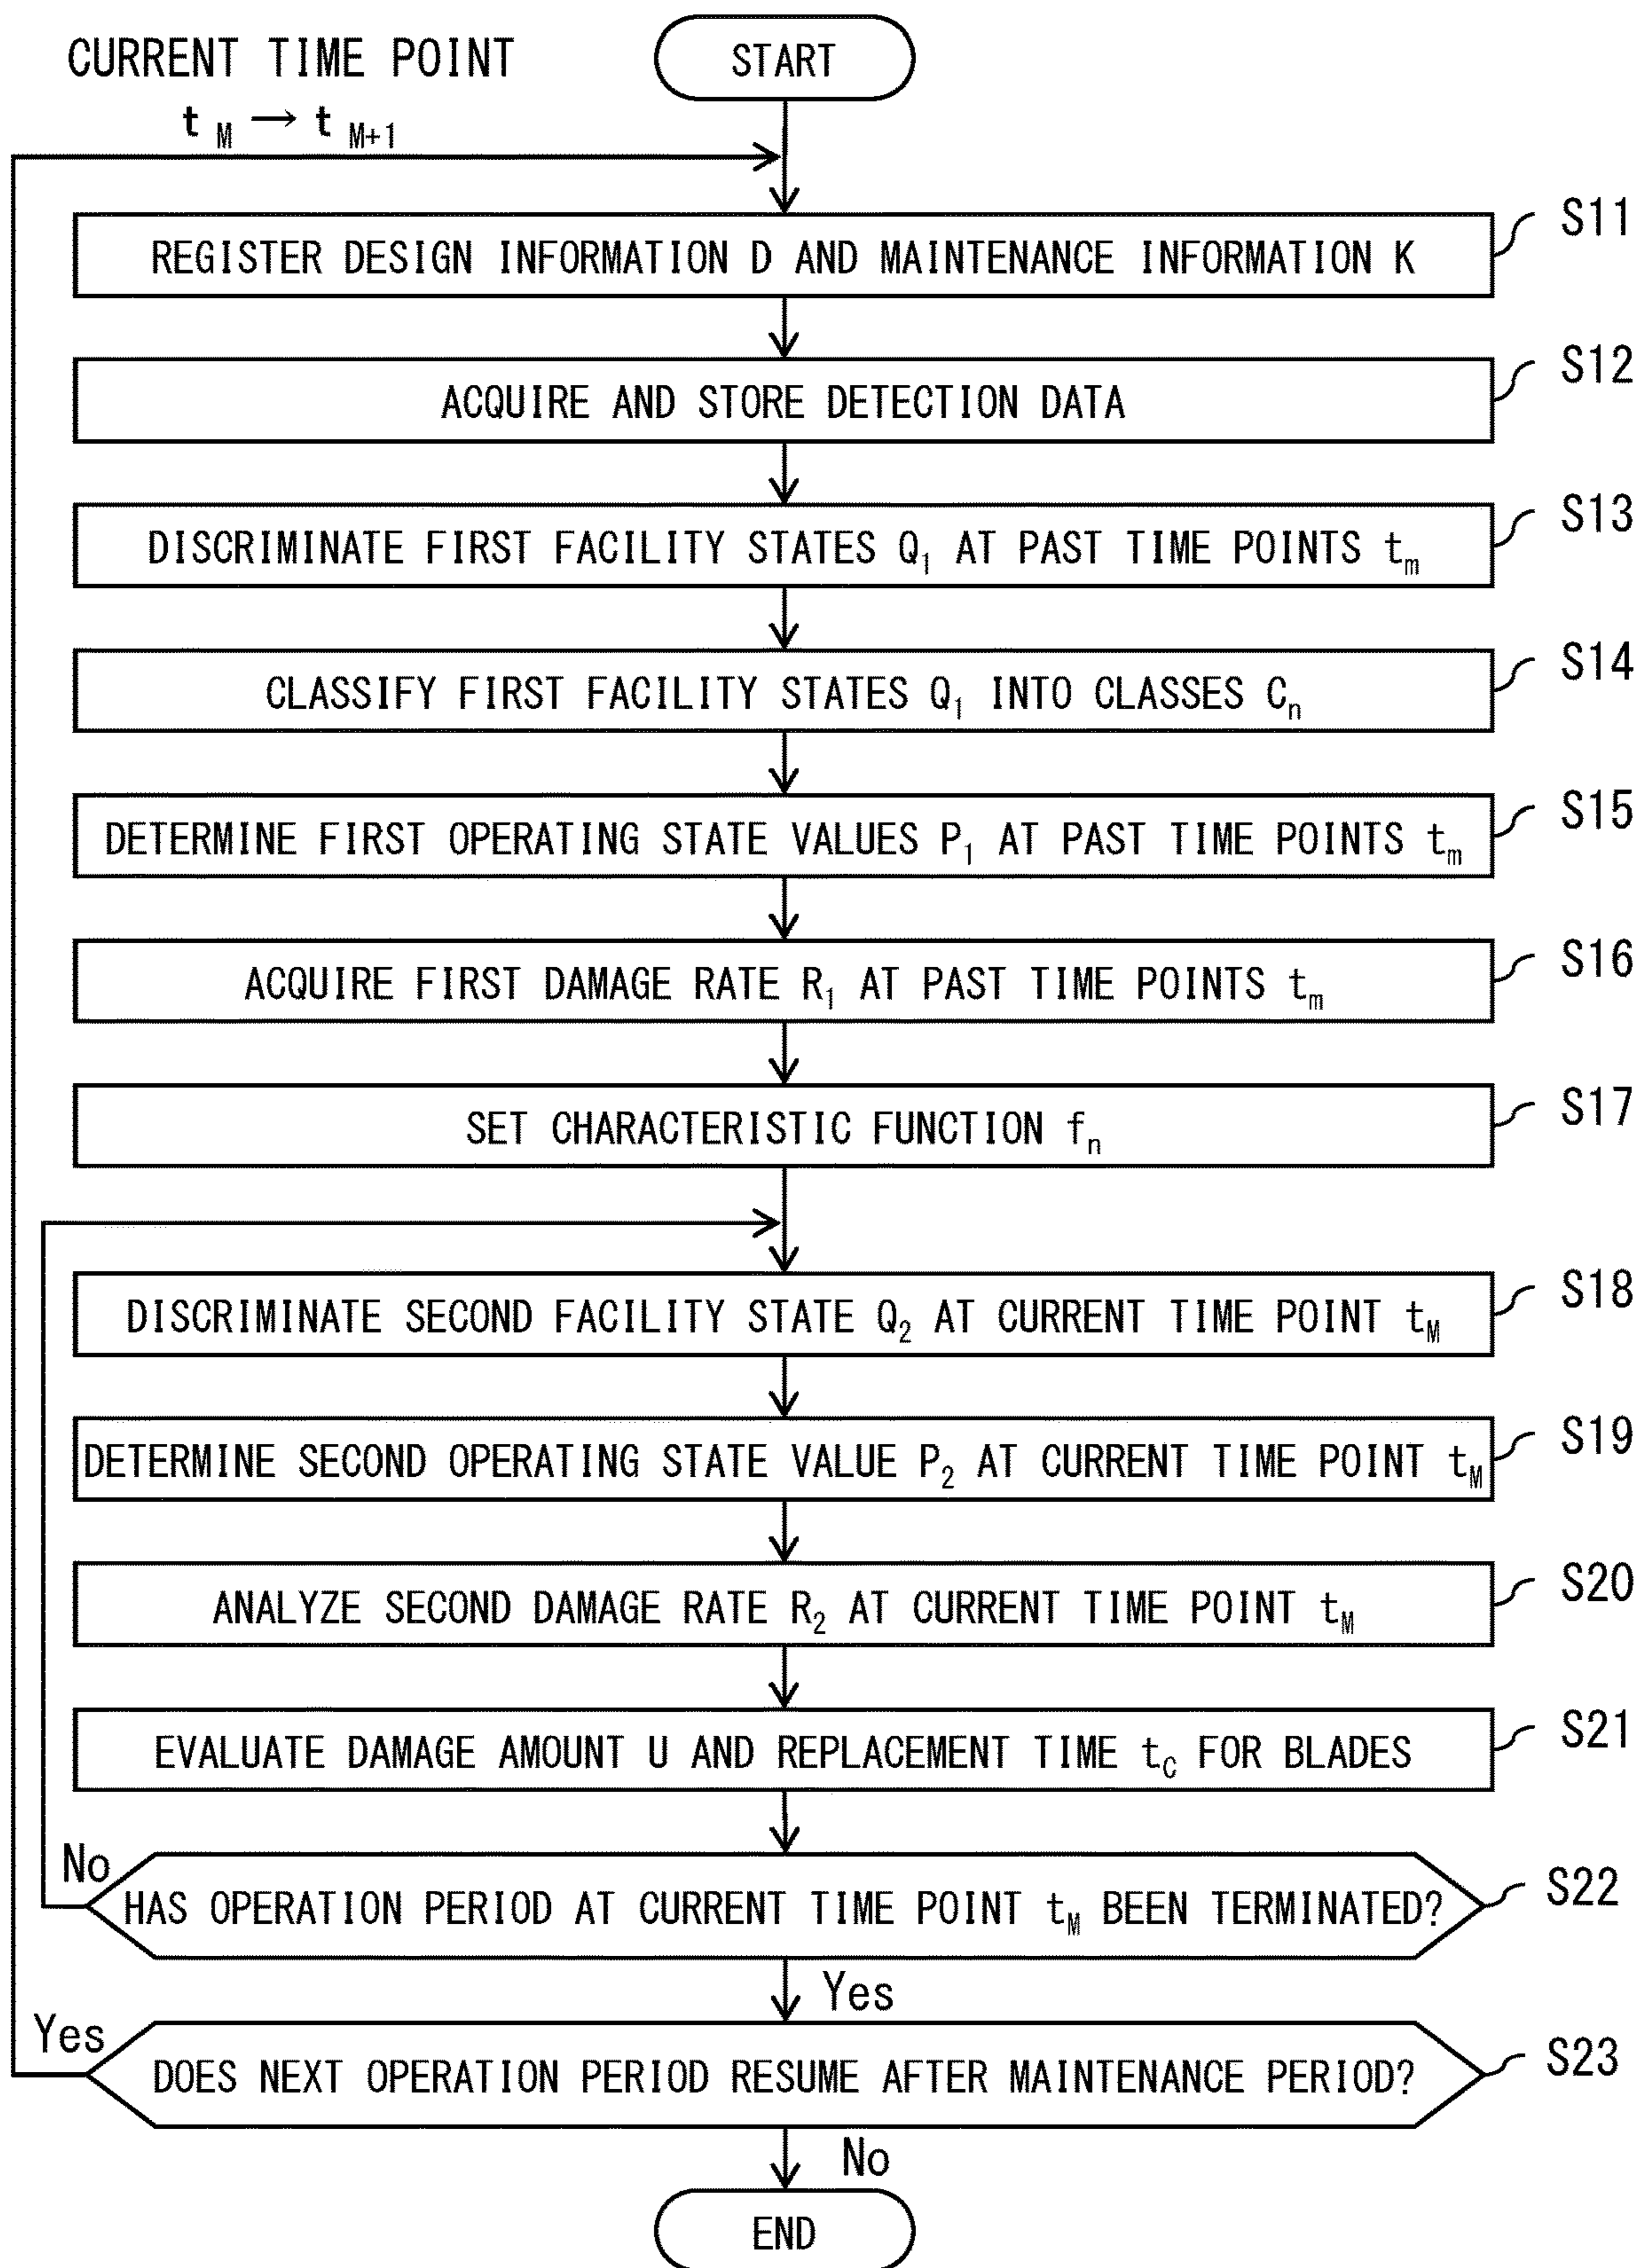 CURRENT TIME POINT
t M → t M+1
START
REGISTER DESIGN INFORMATION D AND MAINTENANCE INFORMATION K
S11
ACQUIRE AND STORE DETECTION DATA
S12
DISCRIMINATE FIRST FACILITY STATES Q1 AT PAST TIME POINTS tm
S13
CLASSIFY FIRST FACILITY STATES Q1 INTO CLASSES Cn
S14
DETERMINE FIRST OPERATING STATE VALUES P1 AT PAST TIME POINTS tm
S15
ACQUIRE FIRST DAMAGE RATE R1 AT PAST TIME POINTS tm
S16
SET CHARACTERISTIC FUNCTION fn
S17
DISCRIMINATE SECOND FACILITY STATE Q2 AT CURRENT TIME POINT tM
S18
DETERMINE SECOND OPERATING STATE VALUE P2 AT CURRENT TIME POINT tM
S19
ANALYZE SECOND DAMAGE RATE R2 AT CURRENT TIME POINT tM
S20
EVALUATE DAMAGE AMOUNT U AND REPLACEMENT TIME tC FOR BLADES
S21
No
HAS OPERATION PERIOD AT CURRENT TIME POINT tM BEEN TERMINATED?
S22
Yes
Yes
DOES NEXT OPERATION PERIOD RESUME AFTER MAINTENANCE PERIOD?
S23
No
END